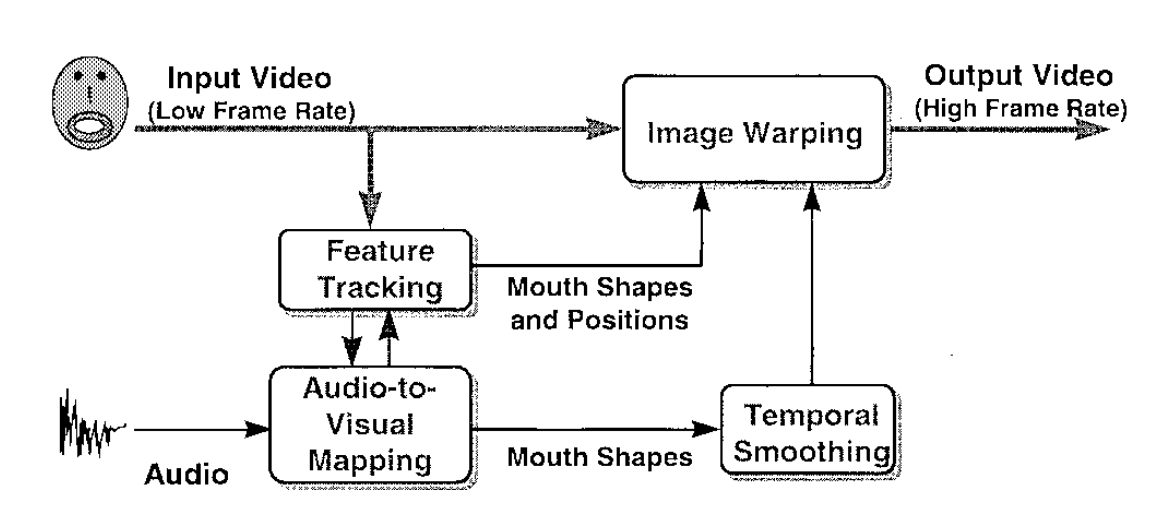 Input Video
(Low Frame Rate)
Output Video
(High Frame Rate)
Image Warping
Feature
Tracking
Mouth Shapes
and Positions
Audio-to-
Visual
Mapping
Audio
Mouth Shapes
Temporal
Smoothing